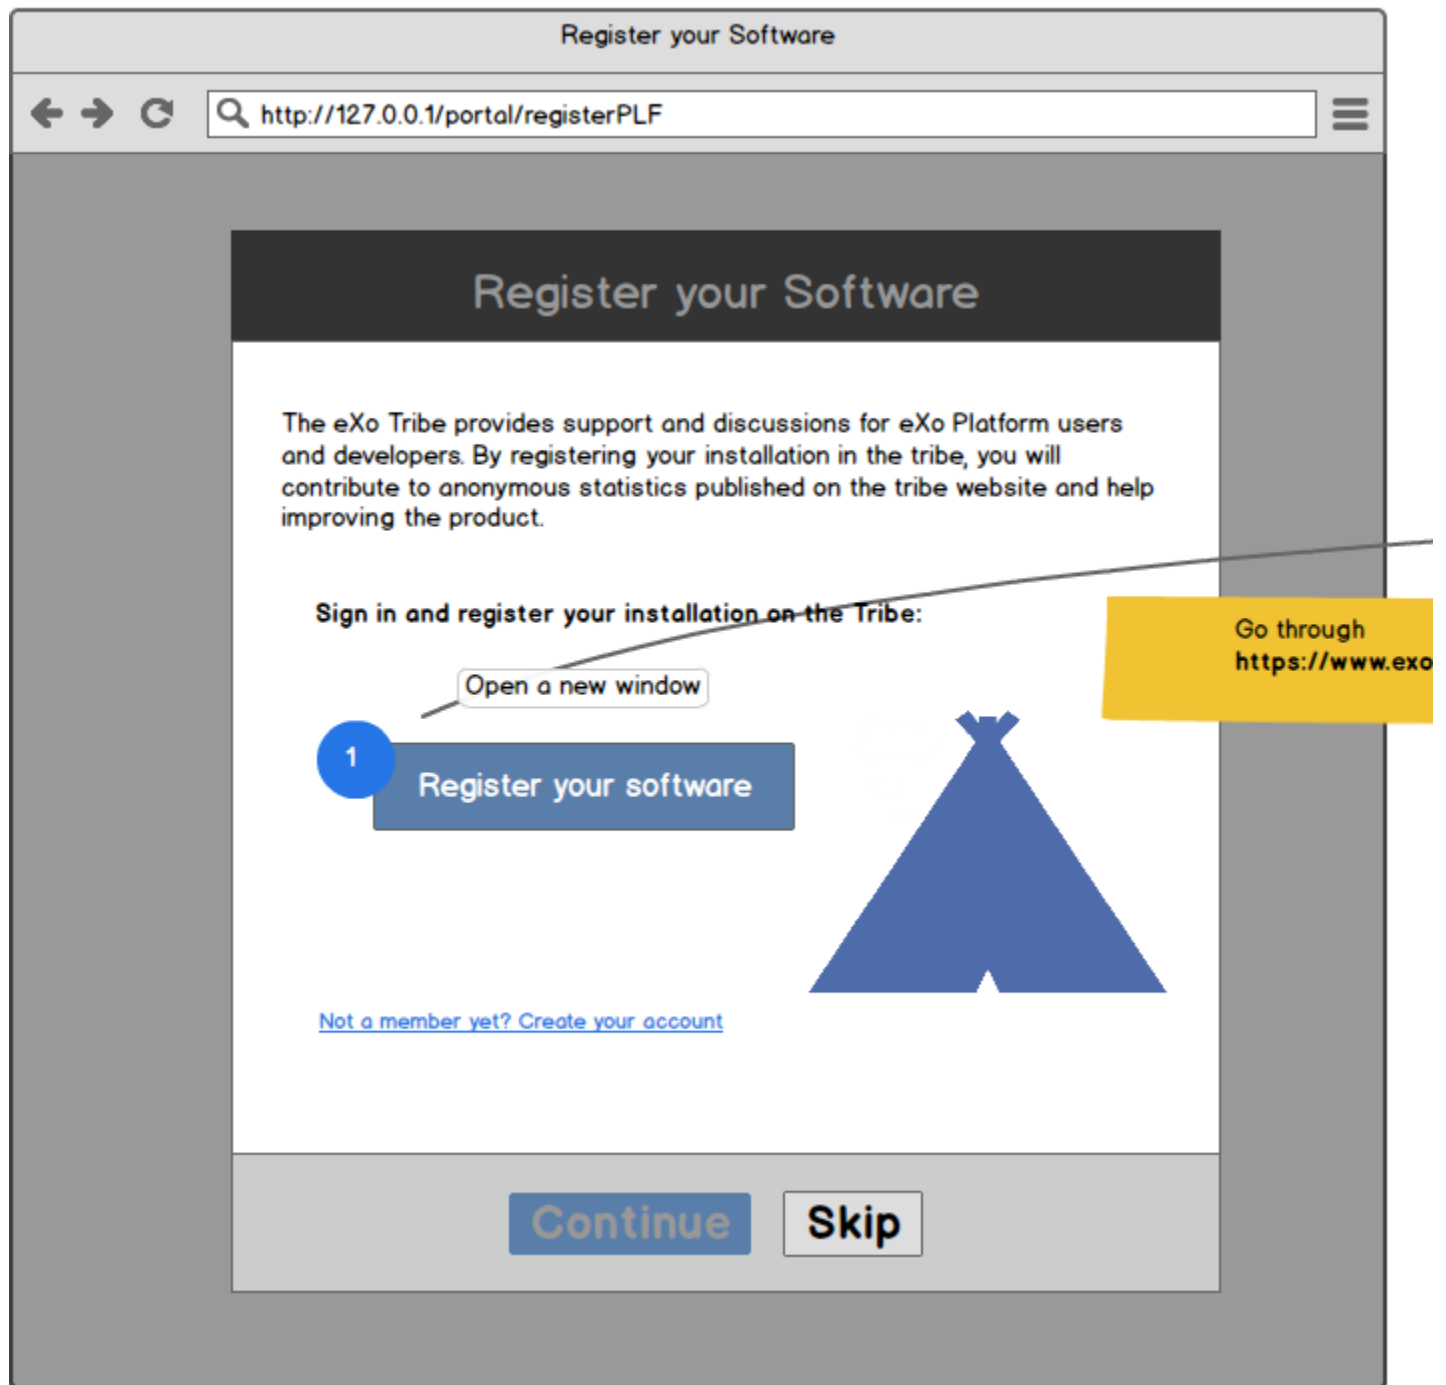 Register your Software
http://127.0.0.1/portal/registerPLF
Register your Software
The eXo Tribe provides support and discussions for eXo Platform users
and developers. By registering your installation in the tribe, you will
contribute to anonymous statistics published on the tribe website and help
improving the product.
Sign in and register your installation on the Tribe:
Go through
https://www.exo
Open a new window
1
Register your software
Not a member yet? Create your account
Continue
Skip